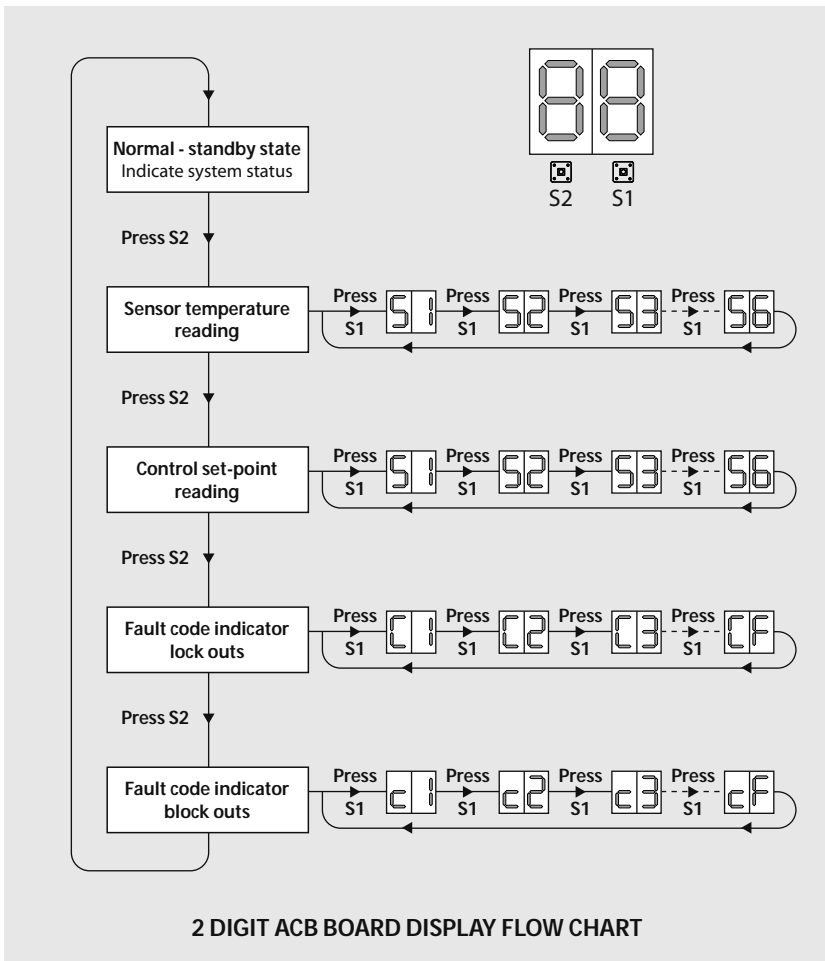 S2 S1
Normal - standby state
Indicate system status
Press S2
Sensor temperature
reading
Press S1 S1 Press S1 S2 Press S1 S3 Press S1 S6
Press S2
Control set-point
reading
Press S1 S1 Press S1 S2 Press S1 S3 Press S1 S6
Press S2
Fault code indicator
lock outs
Press S1 C1 Press S1 C2 Press S1 C3 Press S1 CF
Press S2
Fault code indicator
block outs
Press S1 c1 Press S1 c2 Press S1 c3 Press S1 cF
2 DIGIT ACB BOARD DISPLAY FLOW CHART